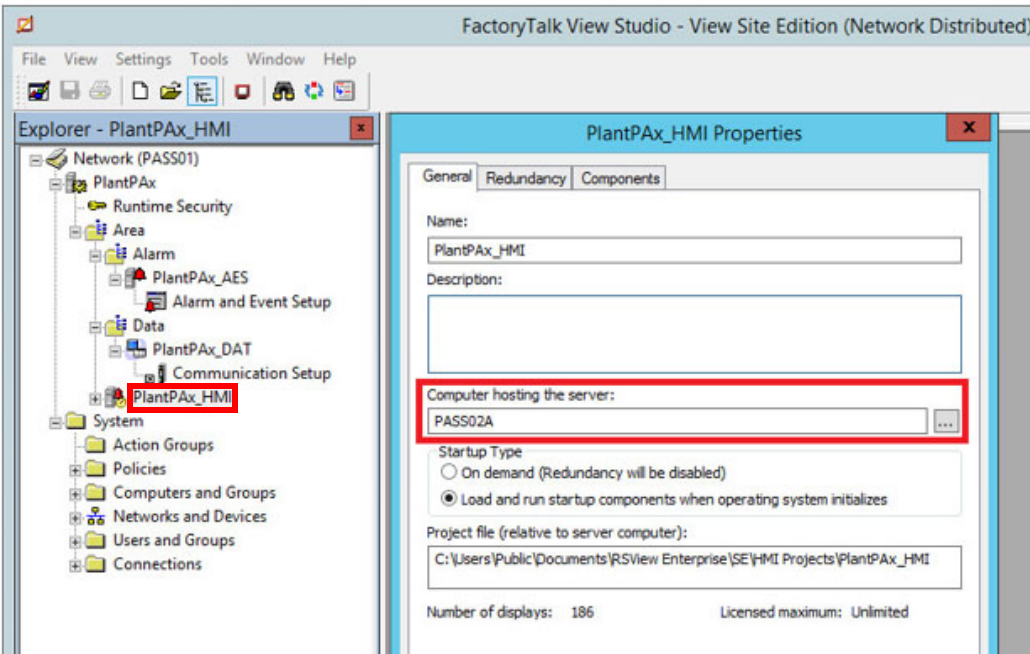 FactoryTalk View Studio - View Site Edition (Network Distributed)
File View Settings Tools Window Help
Explorer - PlantPAx_HMI
Network (PASS01)
PlantPAx
Runtime Security
Area
Alarm
PlantPAx_AES
Alarm and Event Setup
Data
PlantPAx_DAT
Communication Setup
PlantPAx_HMI
System
Action Groups
Policies
Computers and Groups
Networks and Devices
Users and Groups
Connections
PlantPAx_HMI Properties
General Redundancy Components
Name:
PlantPAx_HMI
Description:
Computer hosting the server:
PASS02A
...
Startup Type
On demand (Redundancy will be disabled)
Load and run startup components when operating system initializes
Project file (relative to server computer):
C:\Users\Public\Documents\RSView Enterprise\SE\HMI Projects\PlantPAx_HMI
Number of displays: 186 Licensed maximum: Unlimited